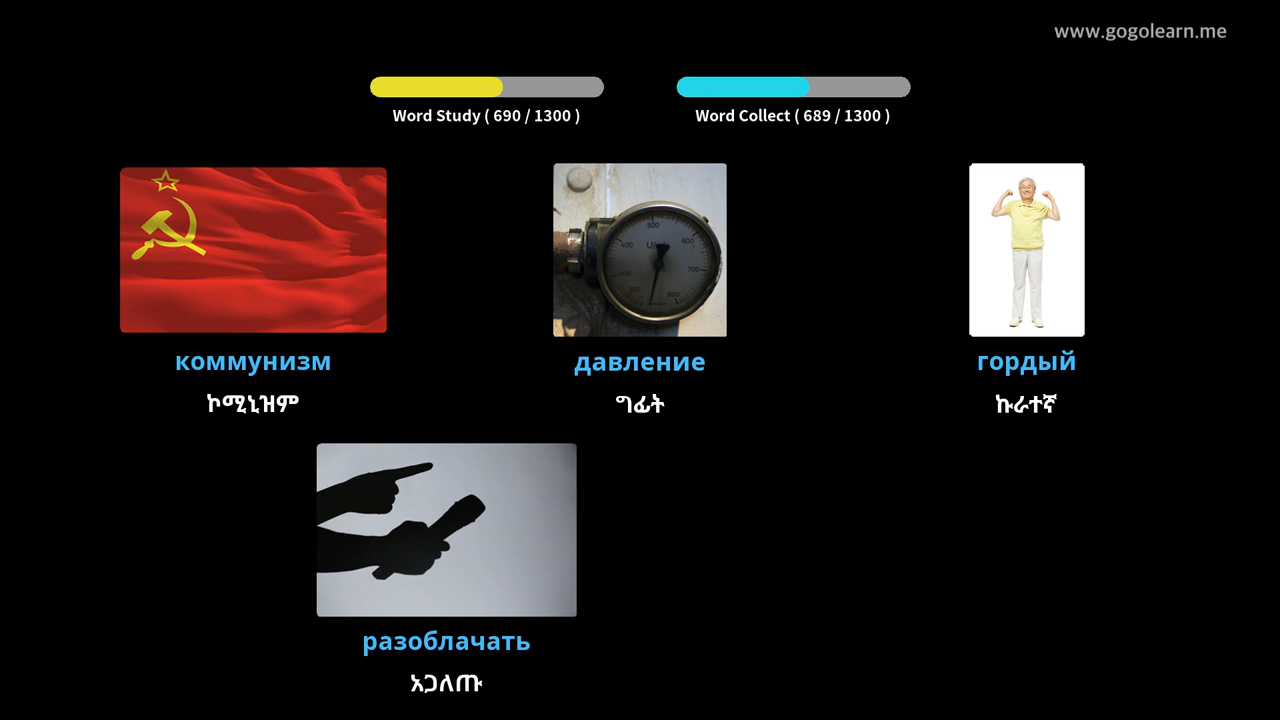 www.gogolearn.me
Word Study ( 690 / 1300 )
Word Collect ( 689 / 1300 )
коммунизм
давление
гордый
ኮሚኒዝም
ግፊት
ኩራተኛ
разоблачать
አጋለጡ